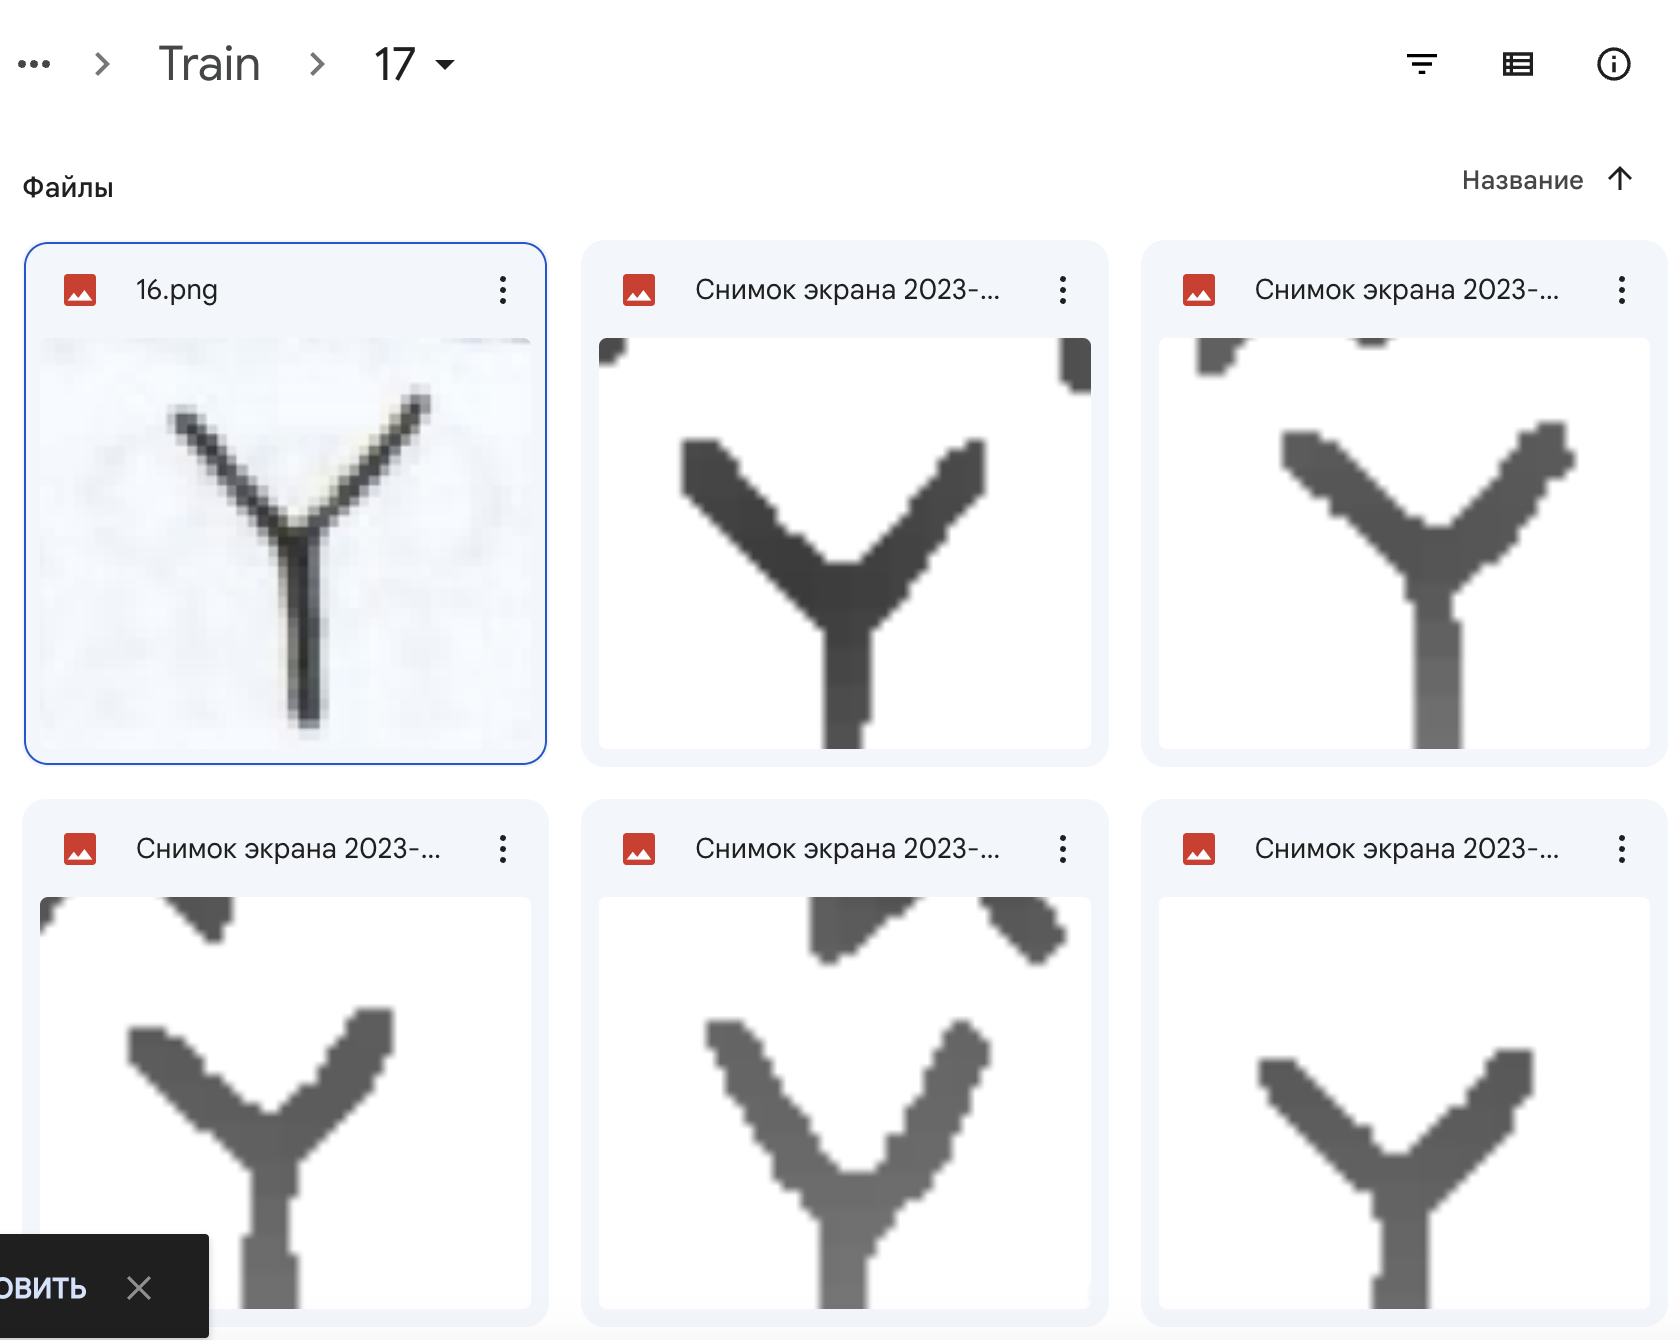 Train 17
Файлы
Название
16.png
Снимок экрана 2023-...
Снимок экрана 2023-...
Снимок экрана 2023-...
Снимок экрана 2023-...
Снимок экрана 2023-...
ОВИТЬ